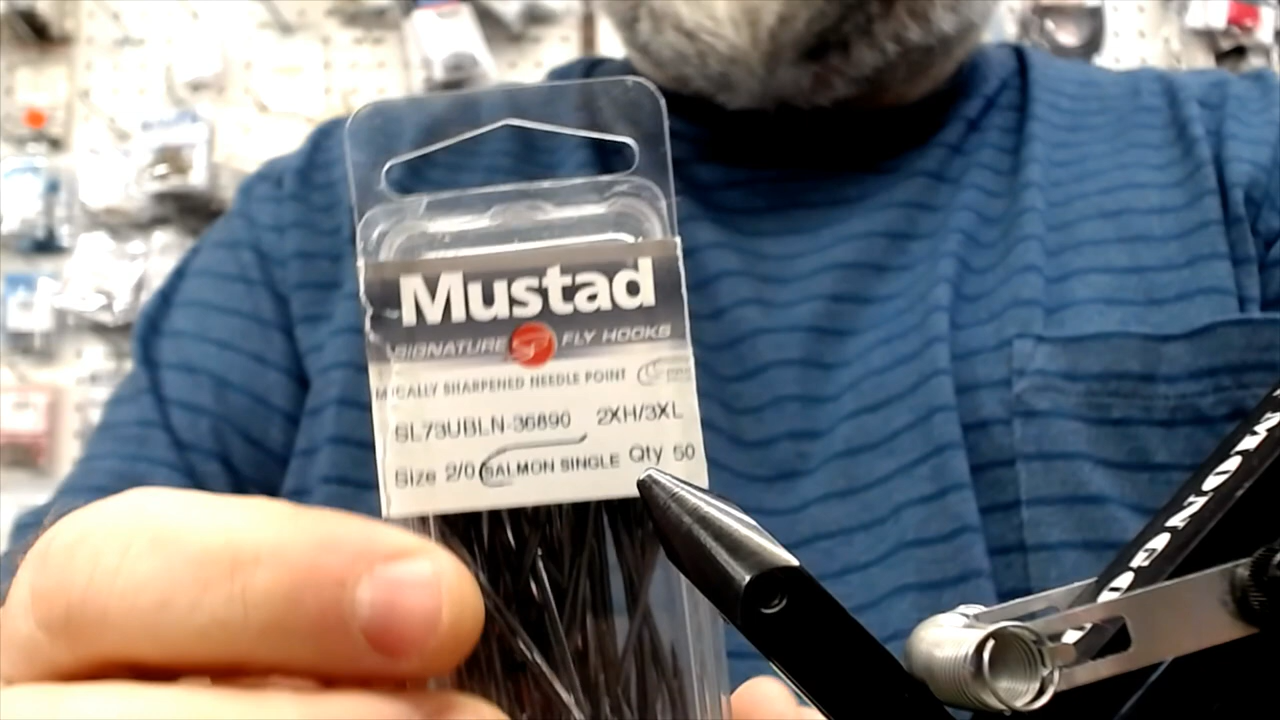 Mustad
SIGNATURE FLY HOOKS
MICALLY SHARPENED NEEDLE POINT
SL73UBLN-36890 2XH/3XL
Size 2/0 SALMON SINGLE Qty 50
MONGO